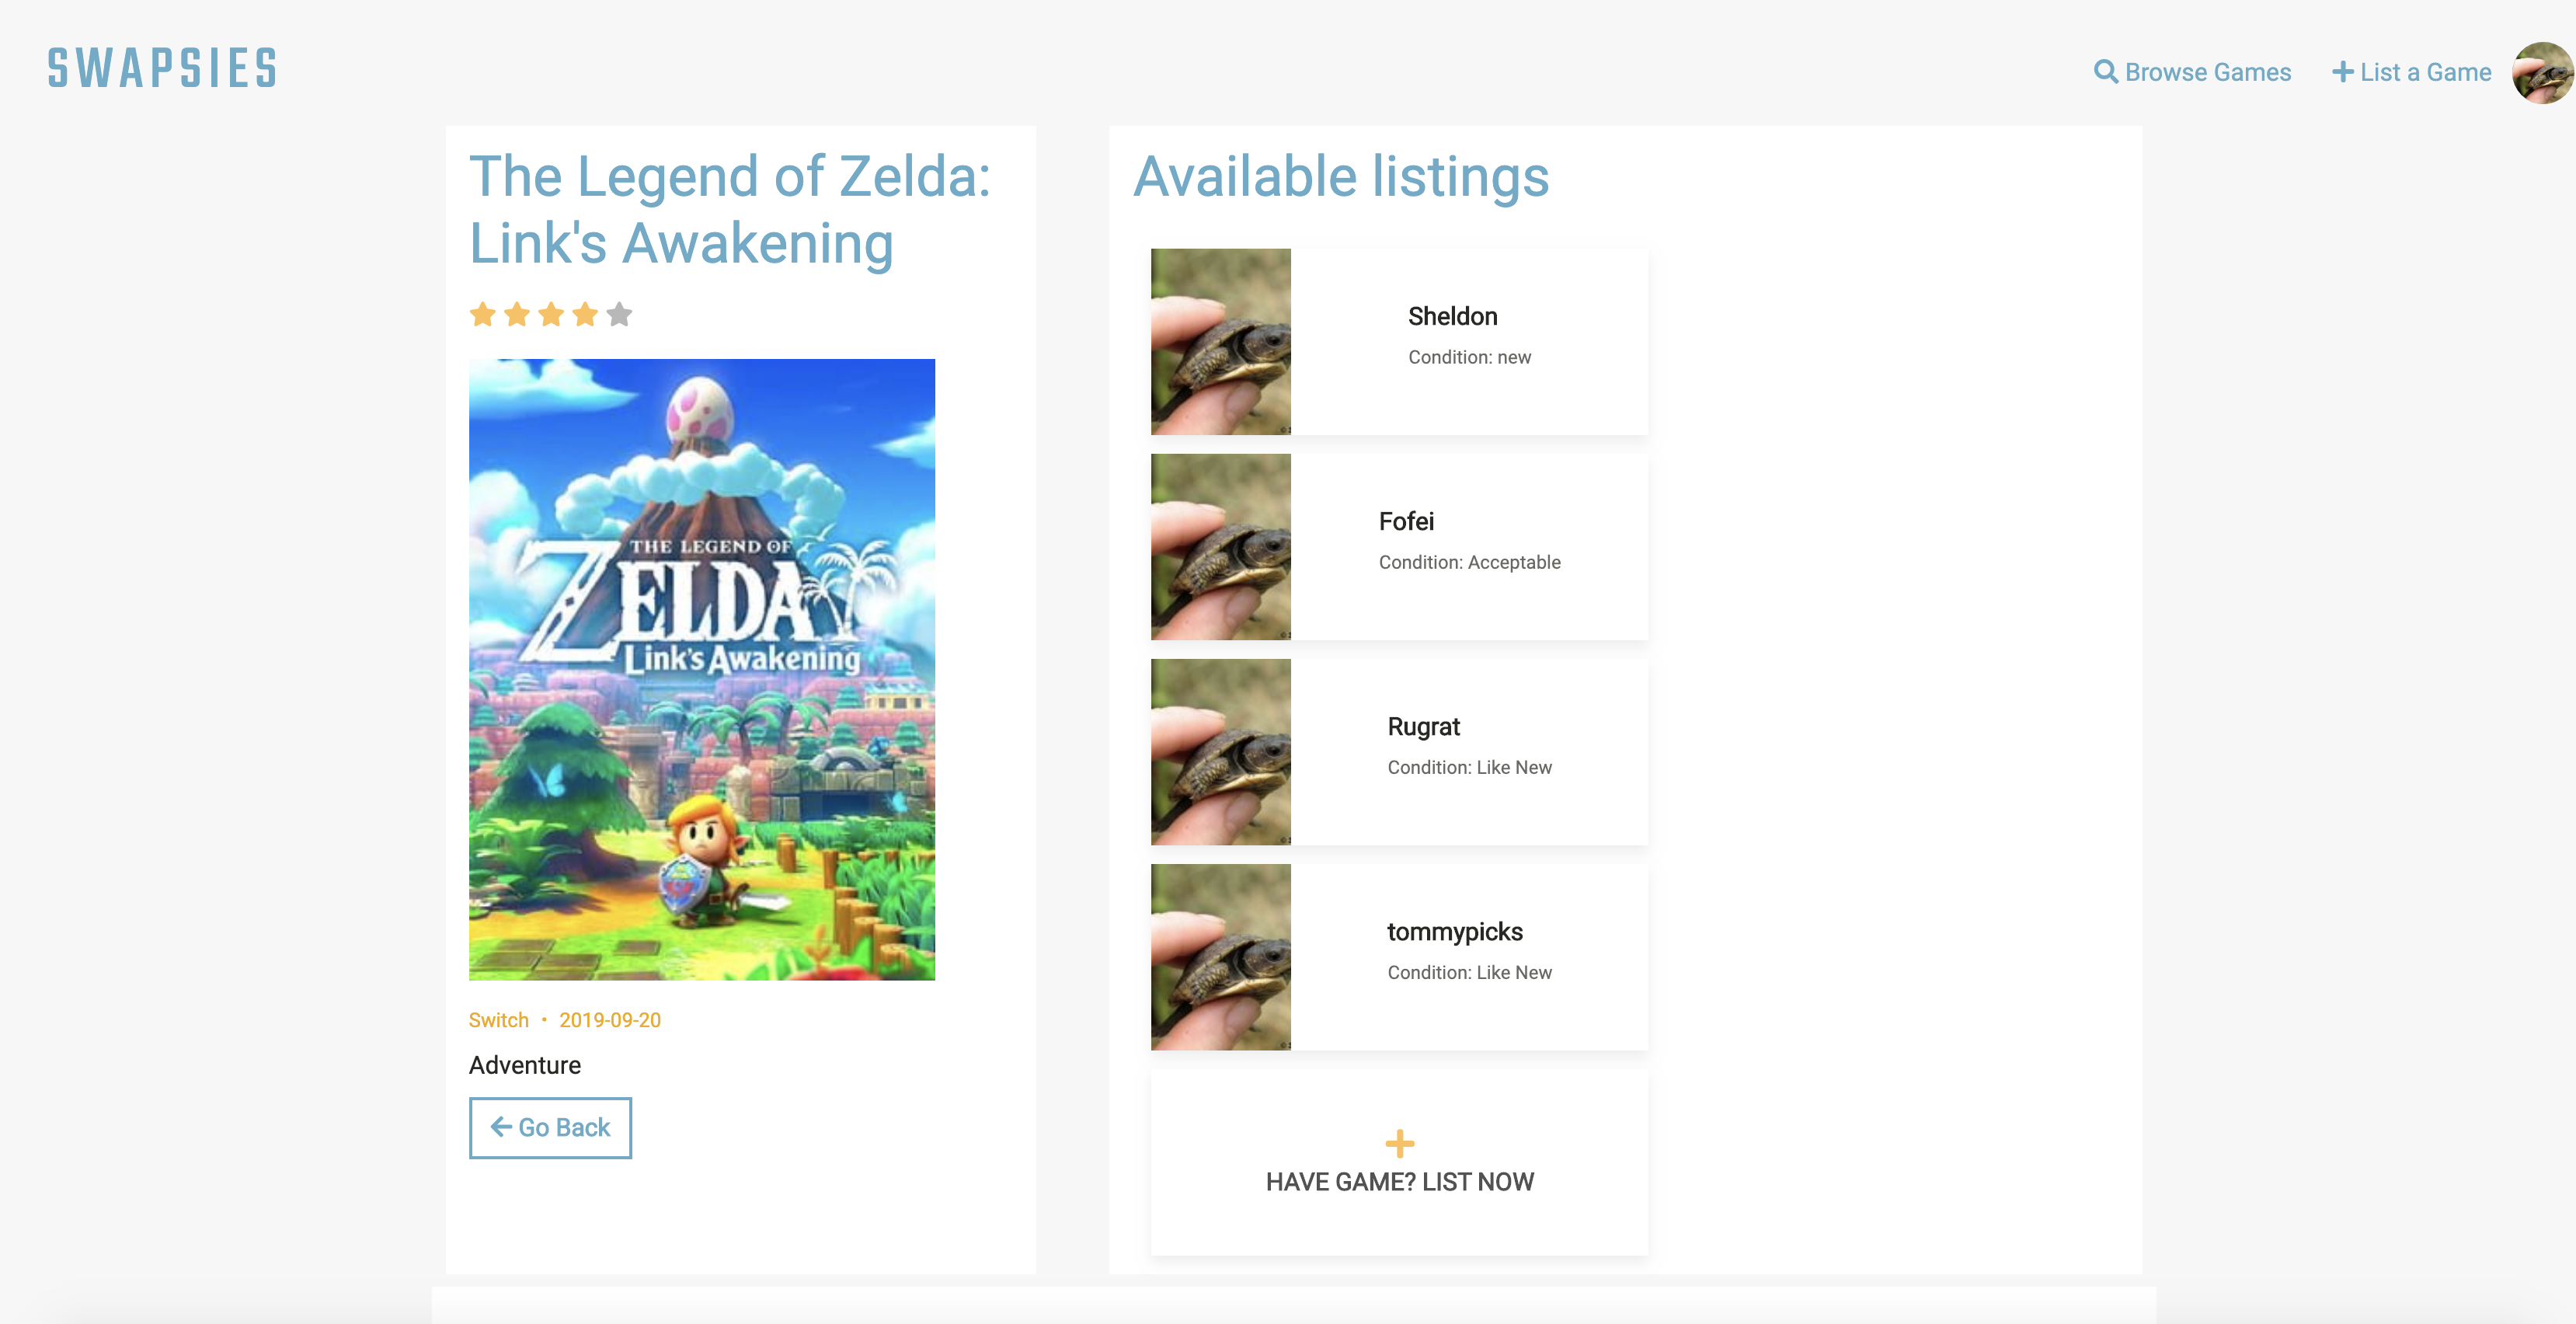 SWAPSIES
Browse Games
List a Game
The Legend of Zelda:
Link's Awakening
THE LEGEND OF
ZELDA
Link's Awakening
Switch • 2019-09-20
Adventure
Go Back
Available listings
Sheldon
Condition: new
Fofei
Condition: Acceptable
Rugrat
Condition: Like New
tommypicks
Condition: Like New
HAVE GAME? LIST NOW